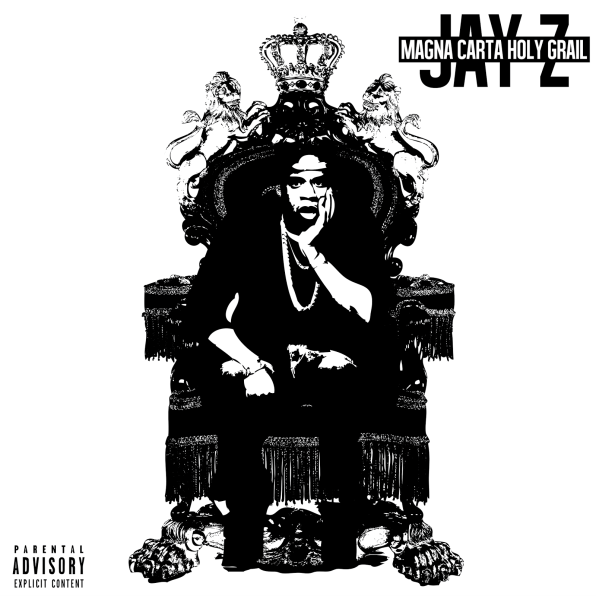 JAY Z
MAGNA CARTA HOLY GRAIL
PARENTAL
ADVISORY
EXPLICIT CONTENT